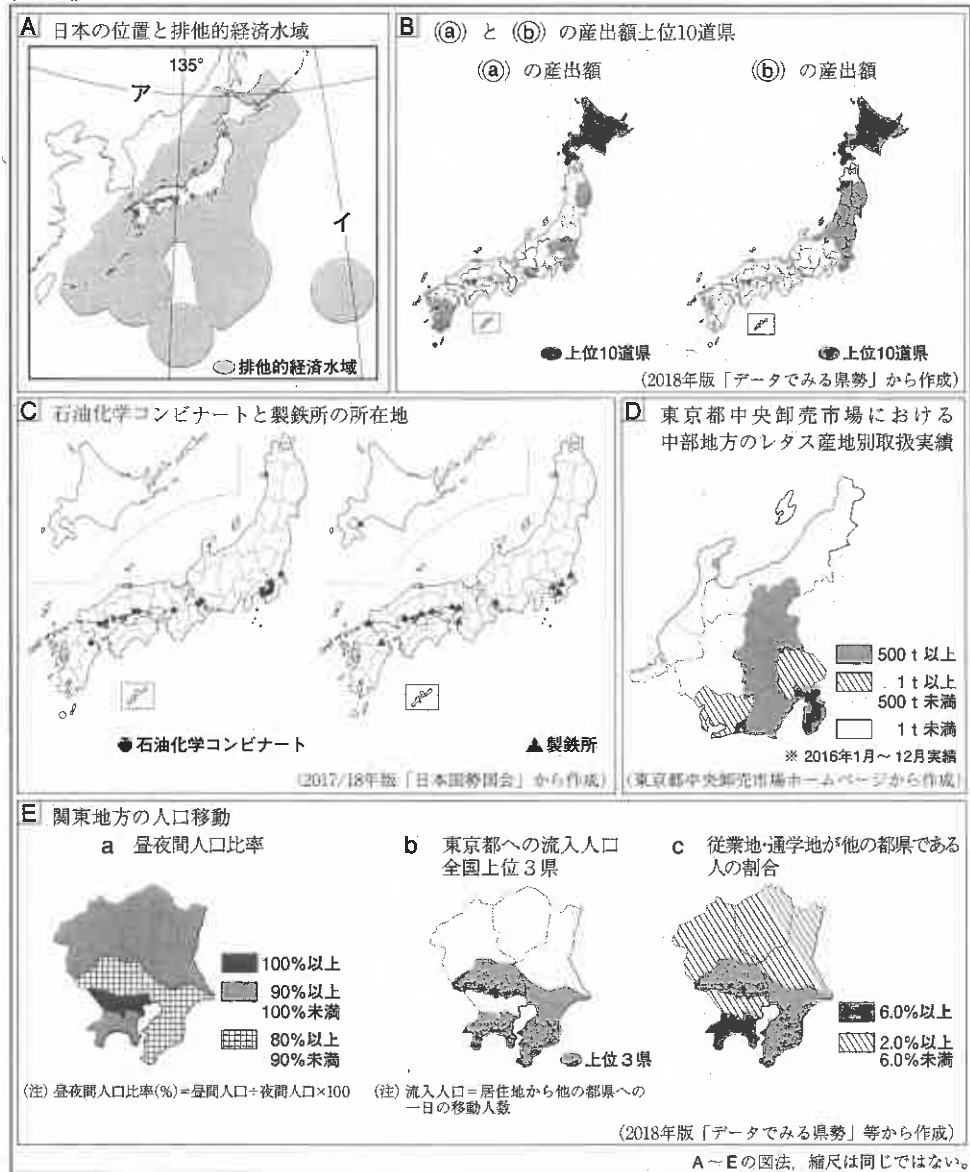 A 日本の位置と排他的経済水域
135°
ア
イ
排他的経済水域
B (ⓐ) と (ⓑ) の産出額上位10道県
(ⓐ) の産出額
(ⓑ) の産出額
上位10道県
上位10道県
(2018年版「データでみる県勢」から作成)
C 石油化学コンビナートと製鉄所の所在地
石油化学コンビナート
製鉄所
(2017/18年版「日本国勢図会」から作成)
D 東京都中央卸売市場における
中部地方のレタス産地別取扱実績
500t以上
1t以上
500t未満
1t未満
※ 2016年1月~12月実績
(東京都中央卸売市場ホームページから作成)
E 関東地方の人口移動
a 昼夜間人口比率
100%以上
90%以上
100%未満
80%以上
90%未満
(注) 昼夜間人口比率(%)=昼間人口÷夜間人口×100
b 東京都への流入人口
全国上位3県
上位3県
(注) 流入人口=居住地から他の都県への
一日の移動人数
c 従業地・通学地が他の都県である
人の割合
6.0%以上
2.0%以上
6.0%未満
(2018年版「データでみる県勢」等から作成)
A~Eの図法,縮尺は同じではない。